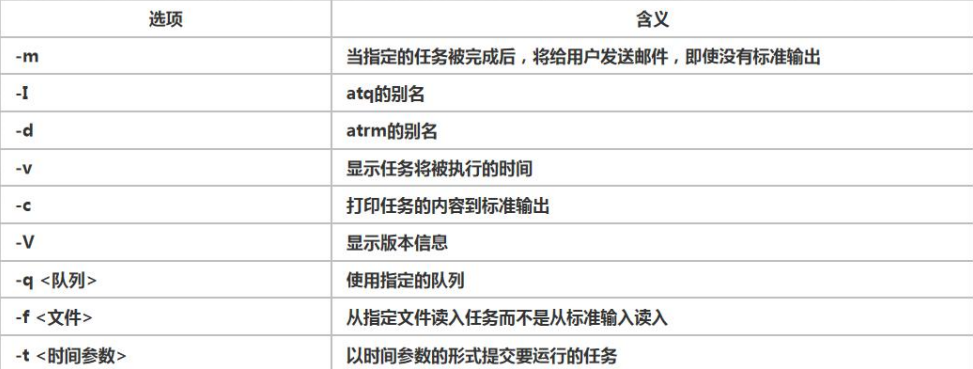 选项 含义
-m 当指定的任务被完成后，将给用户发送邮件，即使没有标准输出
-I atq的别名
-d atrm的别名
-v 显示任务将被执行的时间
-c 打印任务的内容到标准输出
-V 显示版本信息
-q <队列> 使用指定的队列
-f <文件> 从指定文件读入任务而不是从标准输入读入
-t <时间参数> 以时间参数的形式提交要运行的任务